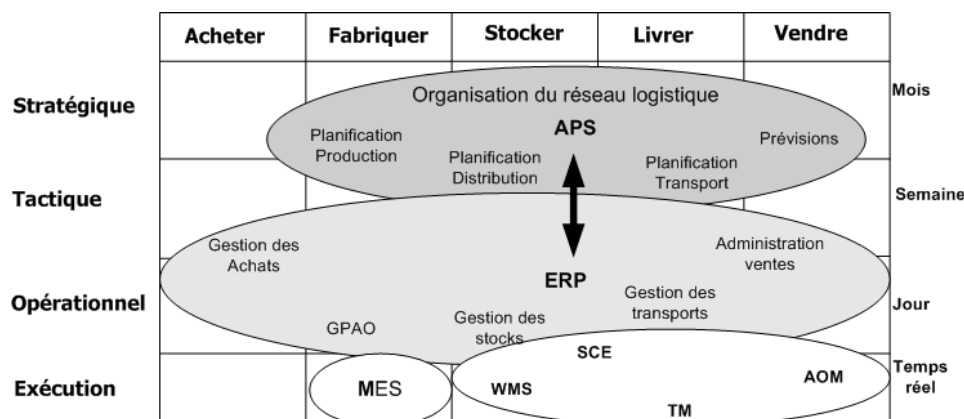 Acheter
Fabriquer
Stocker
Livrer
Vendre
Stratégique
Organisation du réseau logistique
Mois
APS
Planification
Production
Planification
Distribution
Planification
Transport
Prévisions
Tactique
Semaine
Gestion des
Achats
Administration
ventes
ERP
Opérationnel
Gestion des
transports
Jour
GPAO
Gestion des
stocks
SCE
Exécution
MES
WMS
AOM
Temps
réel
TM